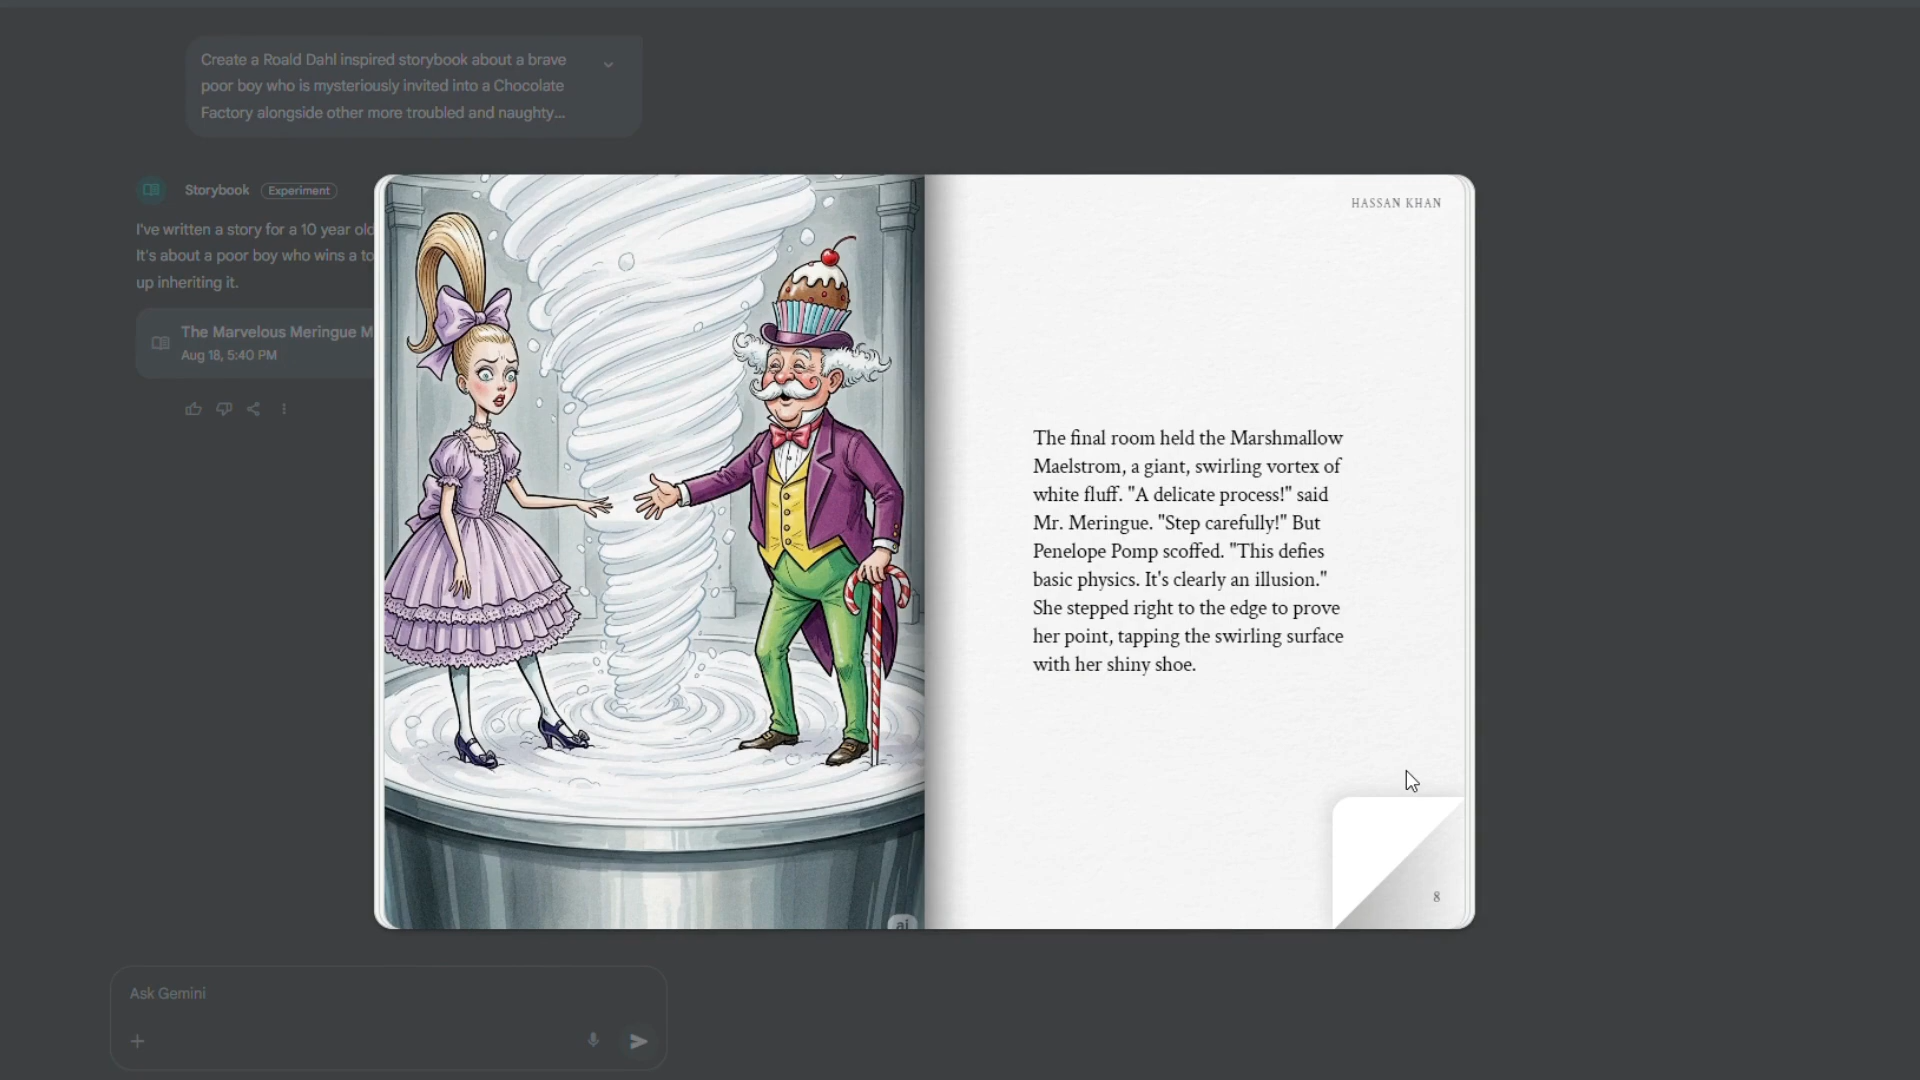 Create a Roald Dahl inspired storybook about a brave
poor boy who is mysteriously invited into a Chocolate
Factory alongside other more troubled and naughty...
Storybook Experiment
I've written a story for a 10 year old
It's about a poor boy who wins a to
up inheriting it.
The Marvelous Meringue M
Aug 18, 5:40 PM
HASSAN KHAN
The final room held the Marshmallow
Maelstrom, a giant, swirling vortex of
white fluff. "A delicate process!" said
Mr. Meringue. "Step carefully!" But
Penelope Pomp scoffed. "This defies
basic physics. It's clearly an illusion."
She stepped right to the edge to prove
her point, tapping the swirling surface
with her shiny shoe.
ai
8
Ask Gemini